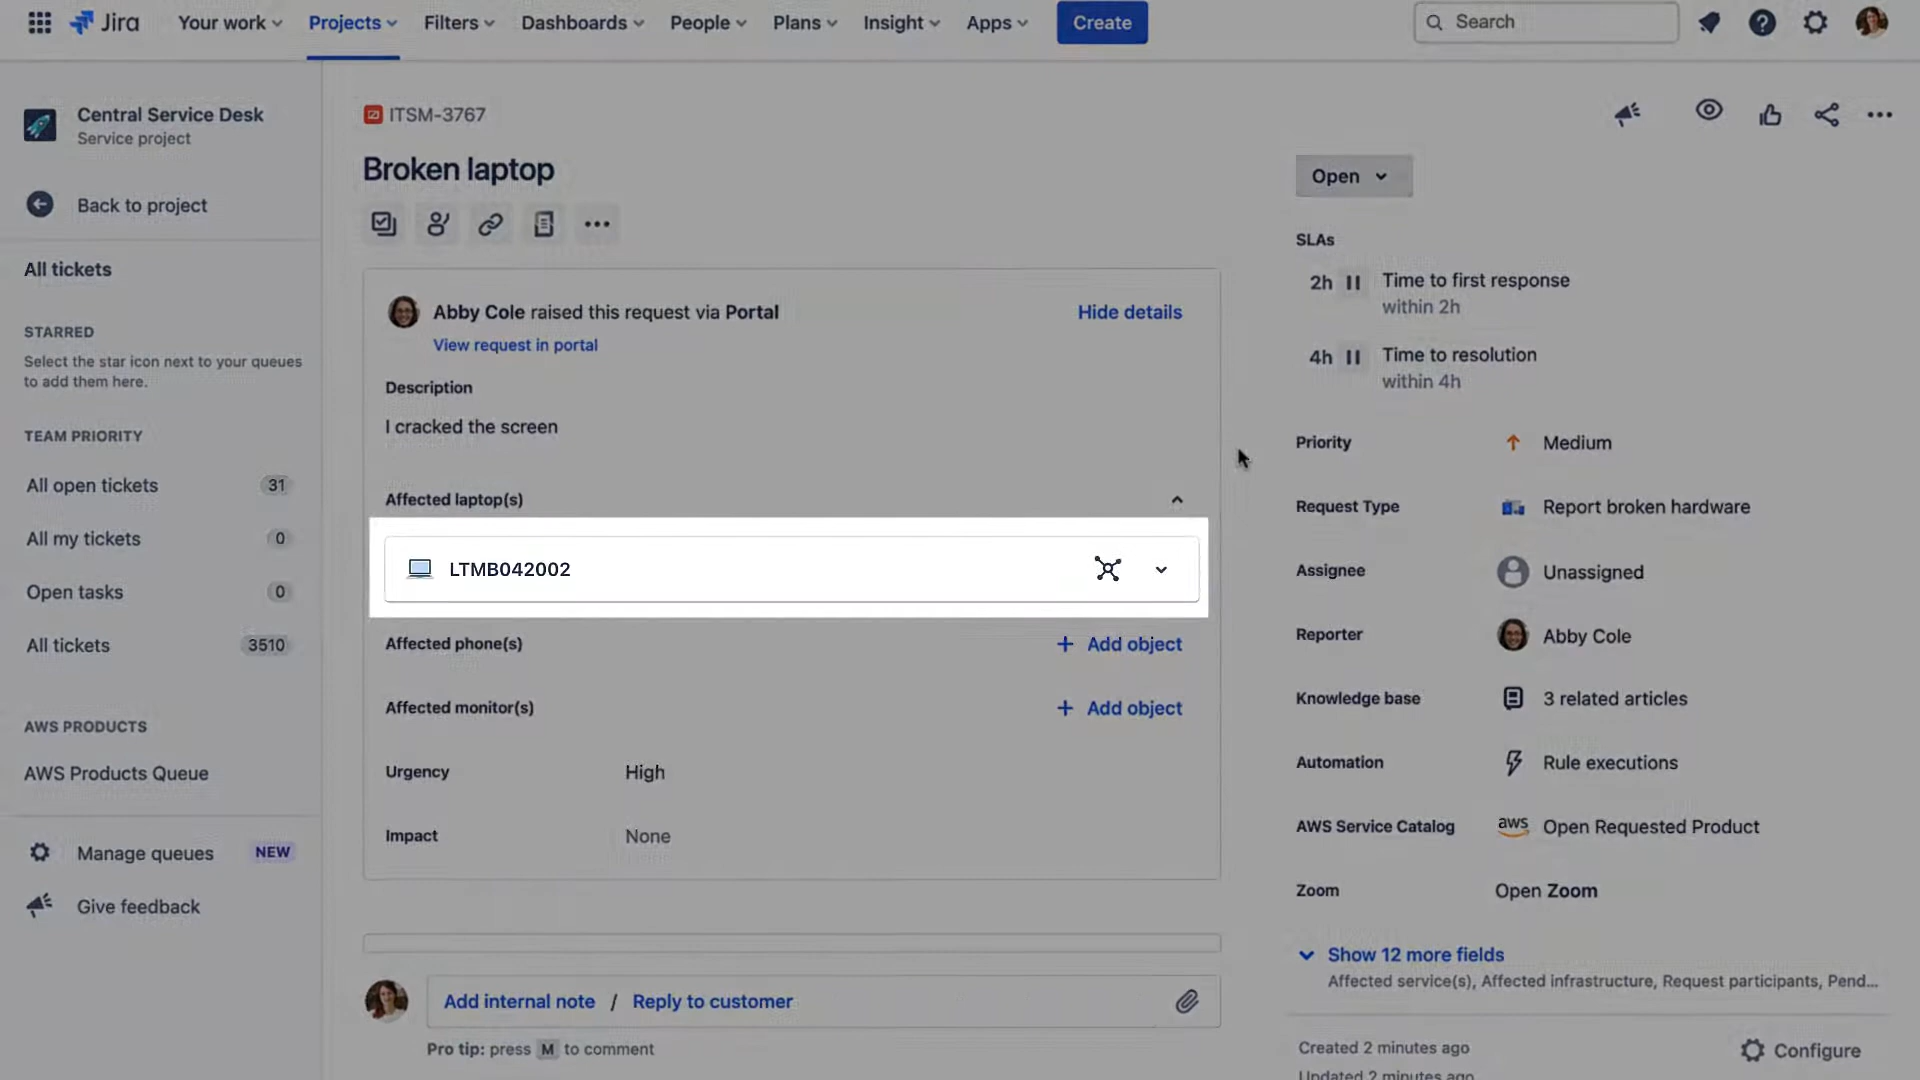 Jira
Your work
Projects
Filters
Dashboards
People
Plans
Insight
Apps
Create
Search
Central Service Desk
Service project
Back to project
All tickets
STARRED
Select the star icon next to your queues
to add them here.
TEAM PRIORITY
All open tickets 31
All my tickets 0
Open tasks 0
All tickets 3510
AWS PRODUCTS
AWS Products Queue
Manage queues NEW
Give feedback
ITSM-3767
Broken laptop
Abby Cole raised this request via Portal
Hide details
View request in portal
Description
I cracked the screen
Affected laptop(s)
LTMB042002
Affected phone(s)
+ Add object
Affected monitor(s)
+ Add object
Urgency High
Impact None
Add internal note / Reply to customer
Pro tip: press M to comment
Open
SLAs
2h Time to first response
within 2h
4h Time to resolution
within 4h
Priority Medium
Request Type Report broken hardware
Assignee Unassigned
Reporter Abby Cole
Knowledge base 3 related articles
Automation Rule executions
AWS Service Catalog aws Open Requested Product
Zoom Open Zoom
Show 12 more fields
Affected service(s), Affected infrastructure, Request participants, Pend...
Created 2 minutes ago
Configure
Updated 2 minutes ago